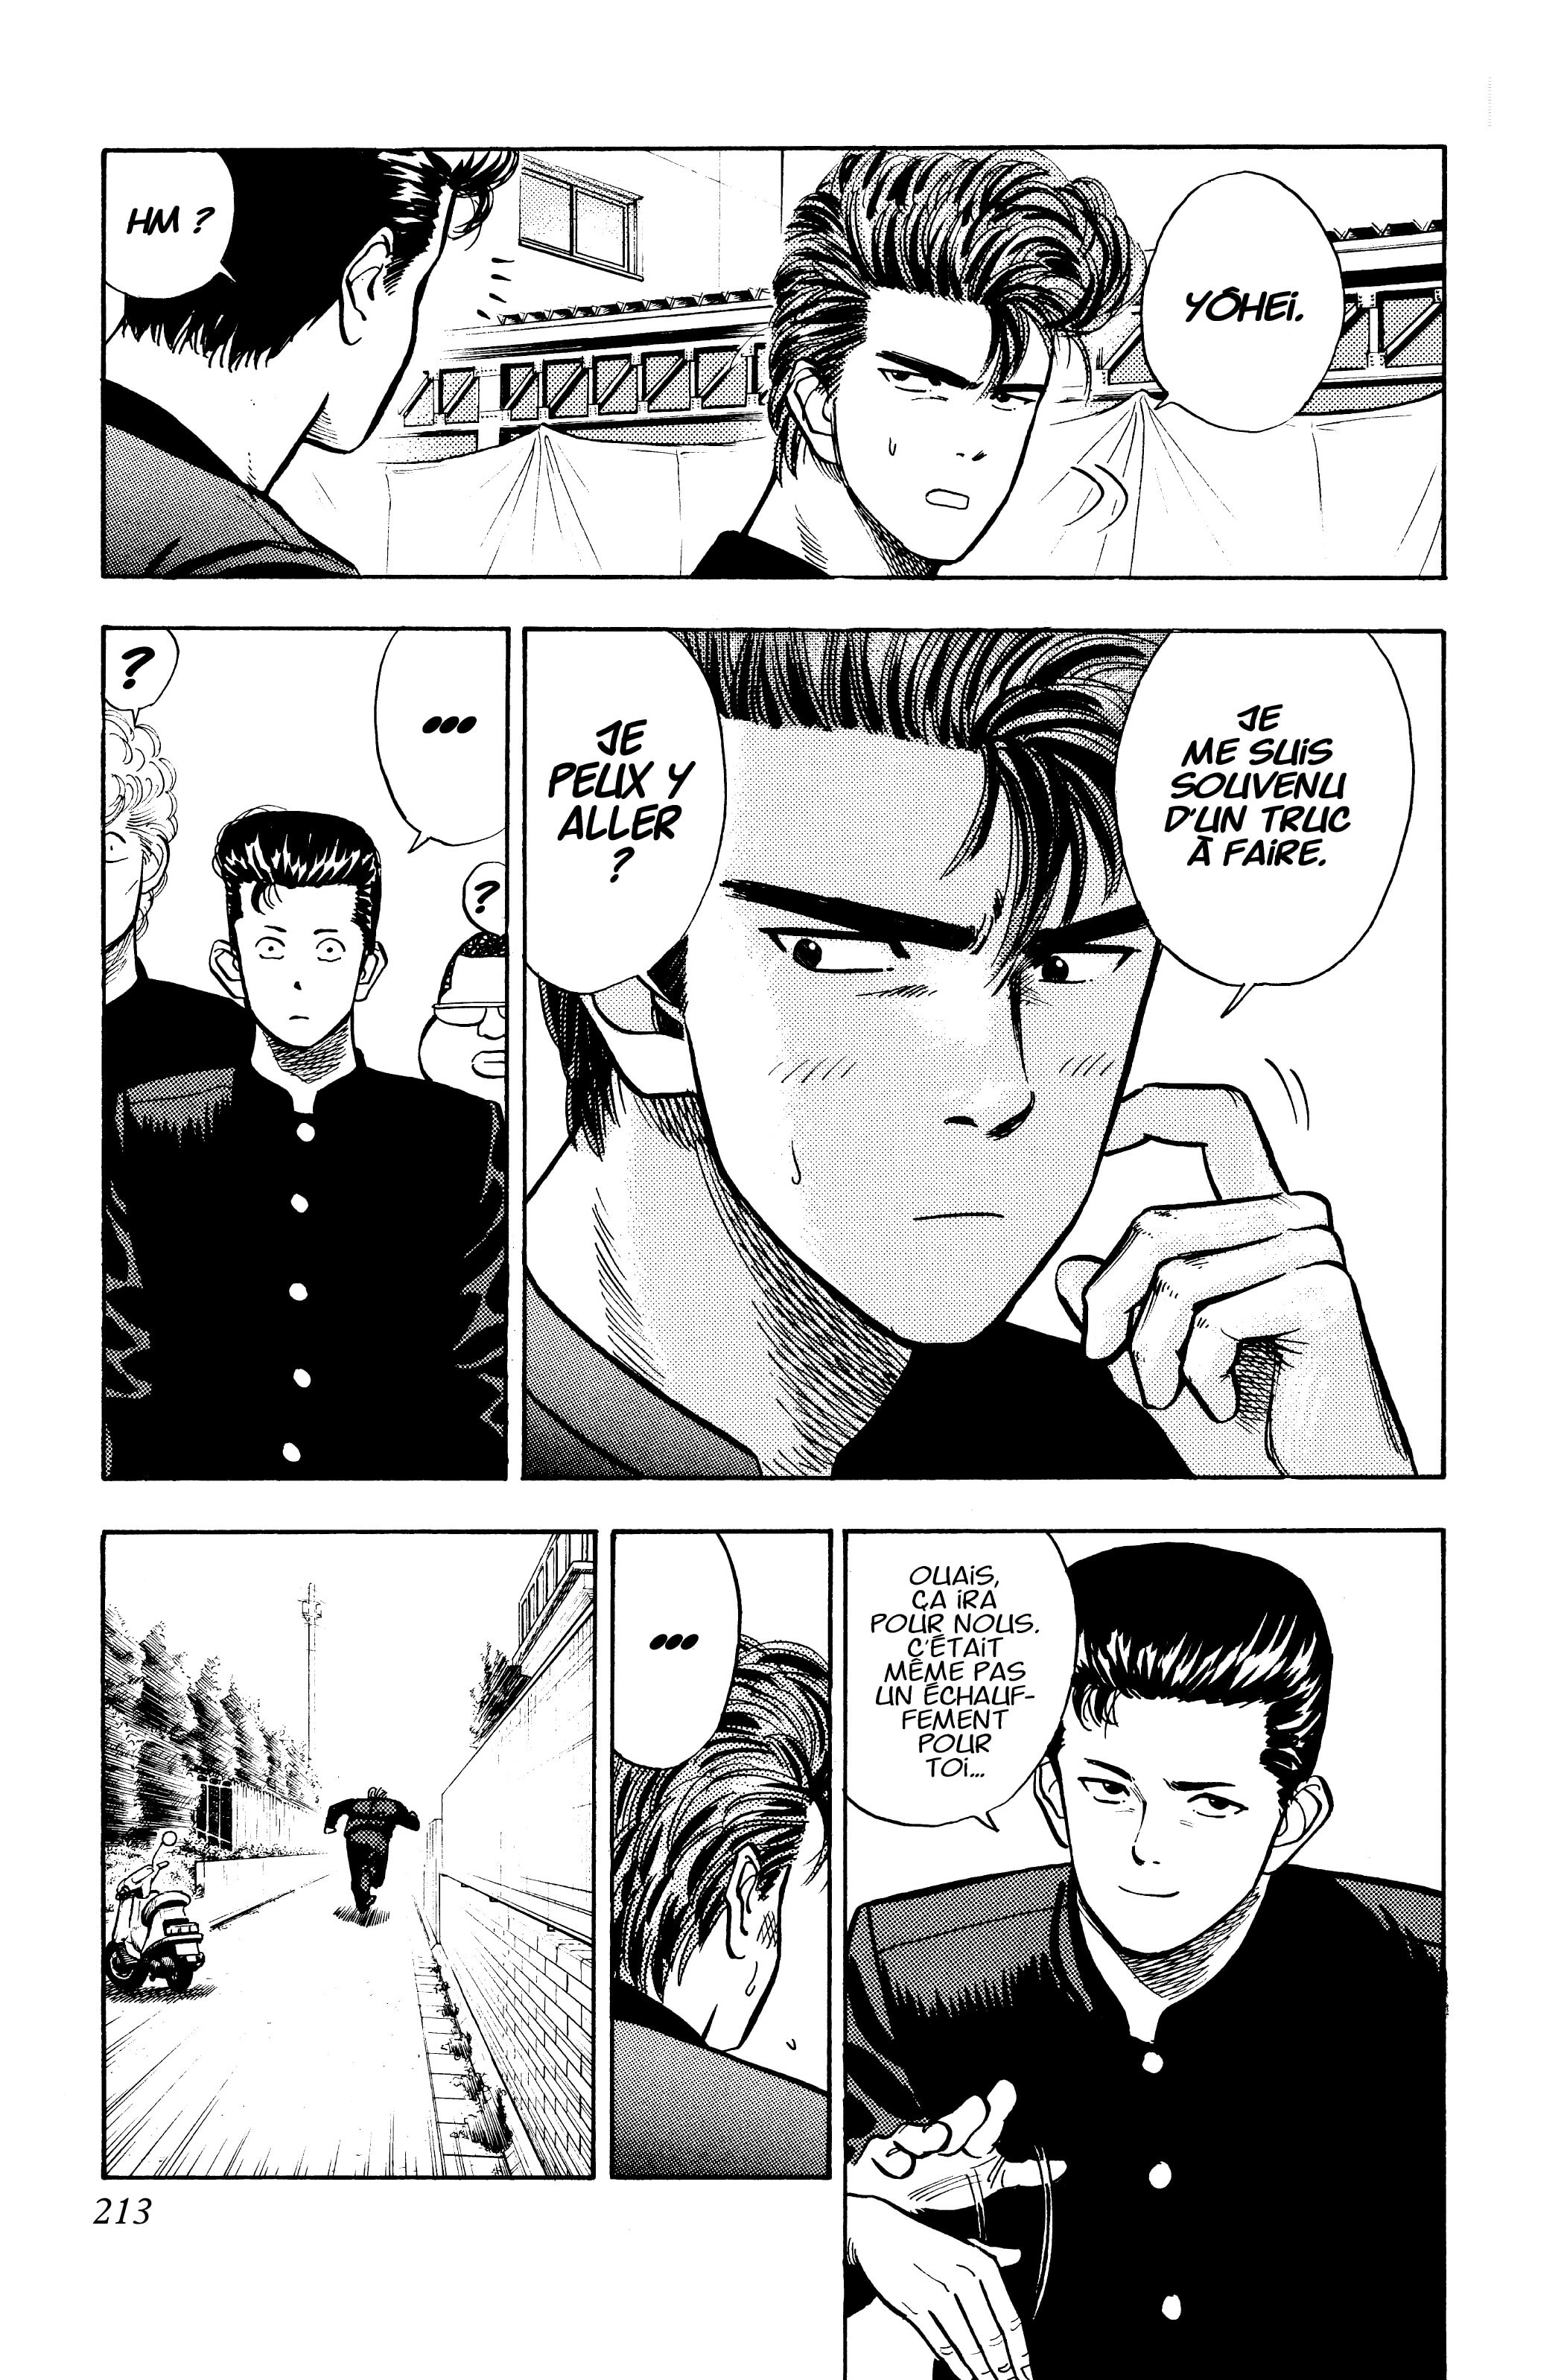 YÔHEI.
HM ?
JE
ME SUIS
SOUVENU
D'UN TRUC
À FAIRE.
JE
PEUX Y
ALLER
?
...
?
?
OUAIS,
ÇA IRA
POUR NOUS.
C'ÉTAIT
MÊME PAS
UN ÉCHAUF-
FEMENT
POUR
TOI...
...
213